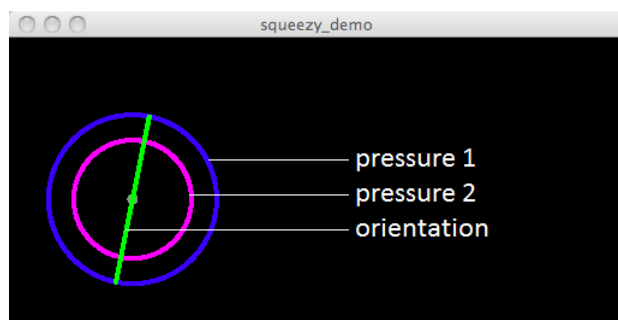 squeezy_demo
pressure 1
pressure 2
orientation